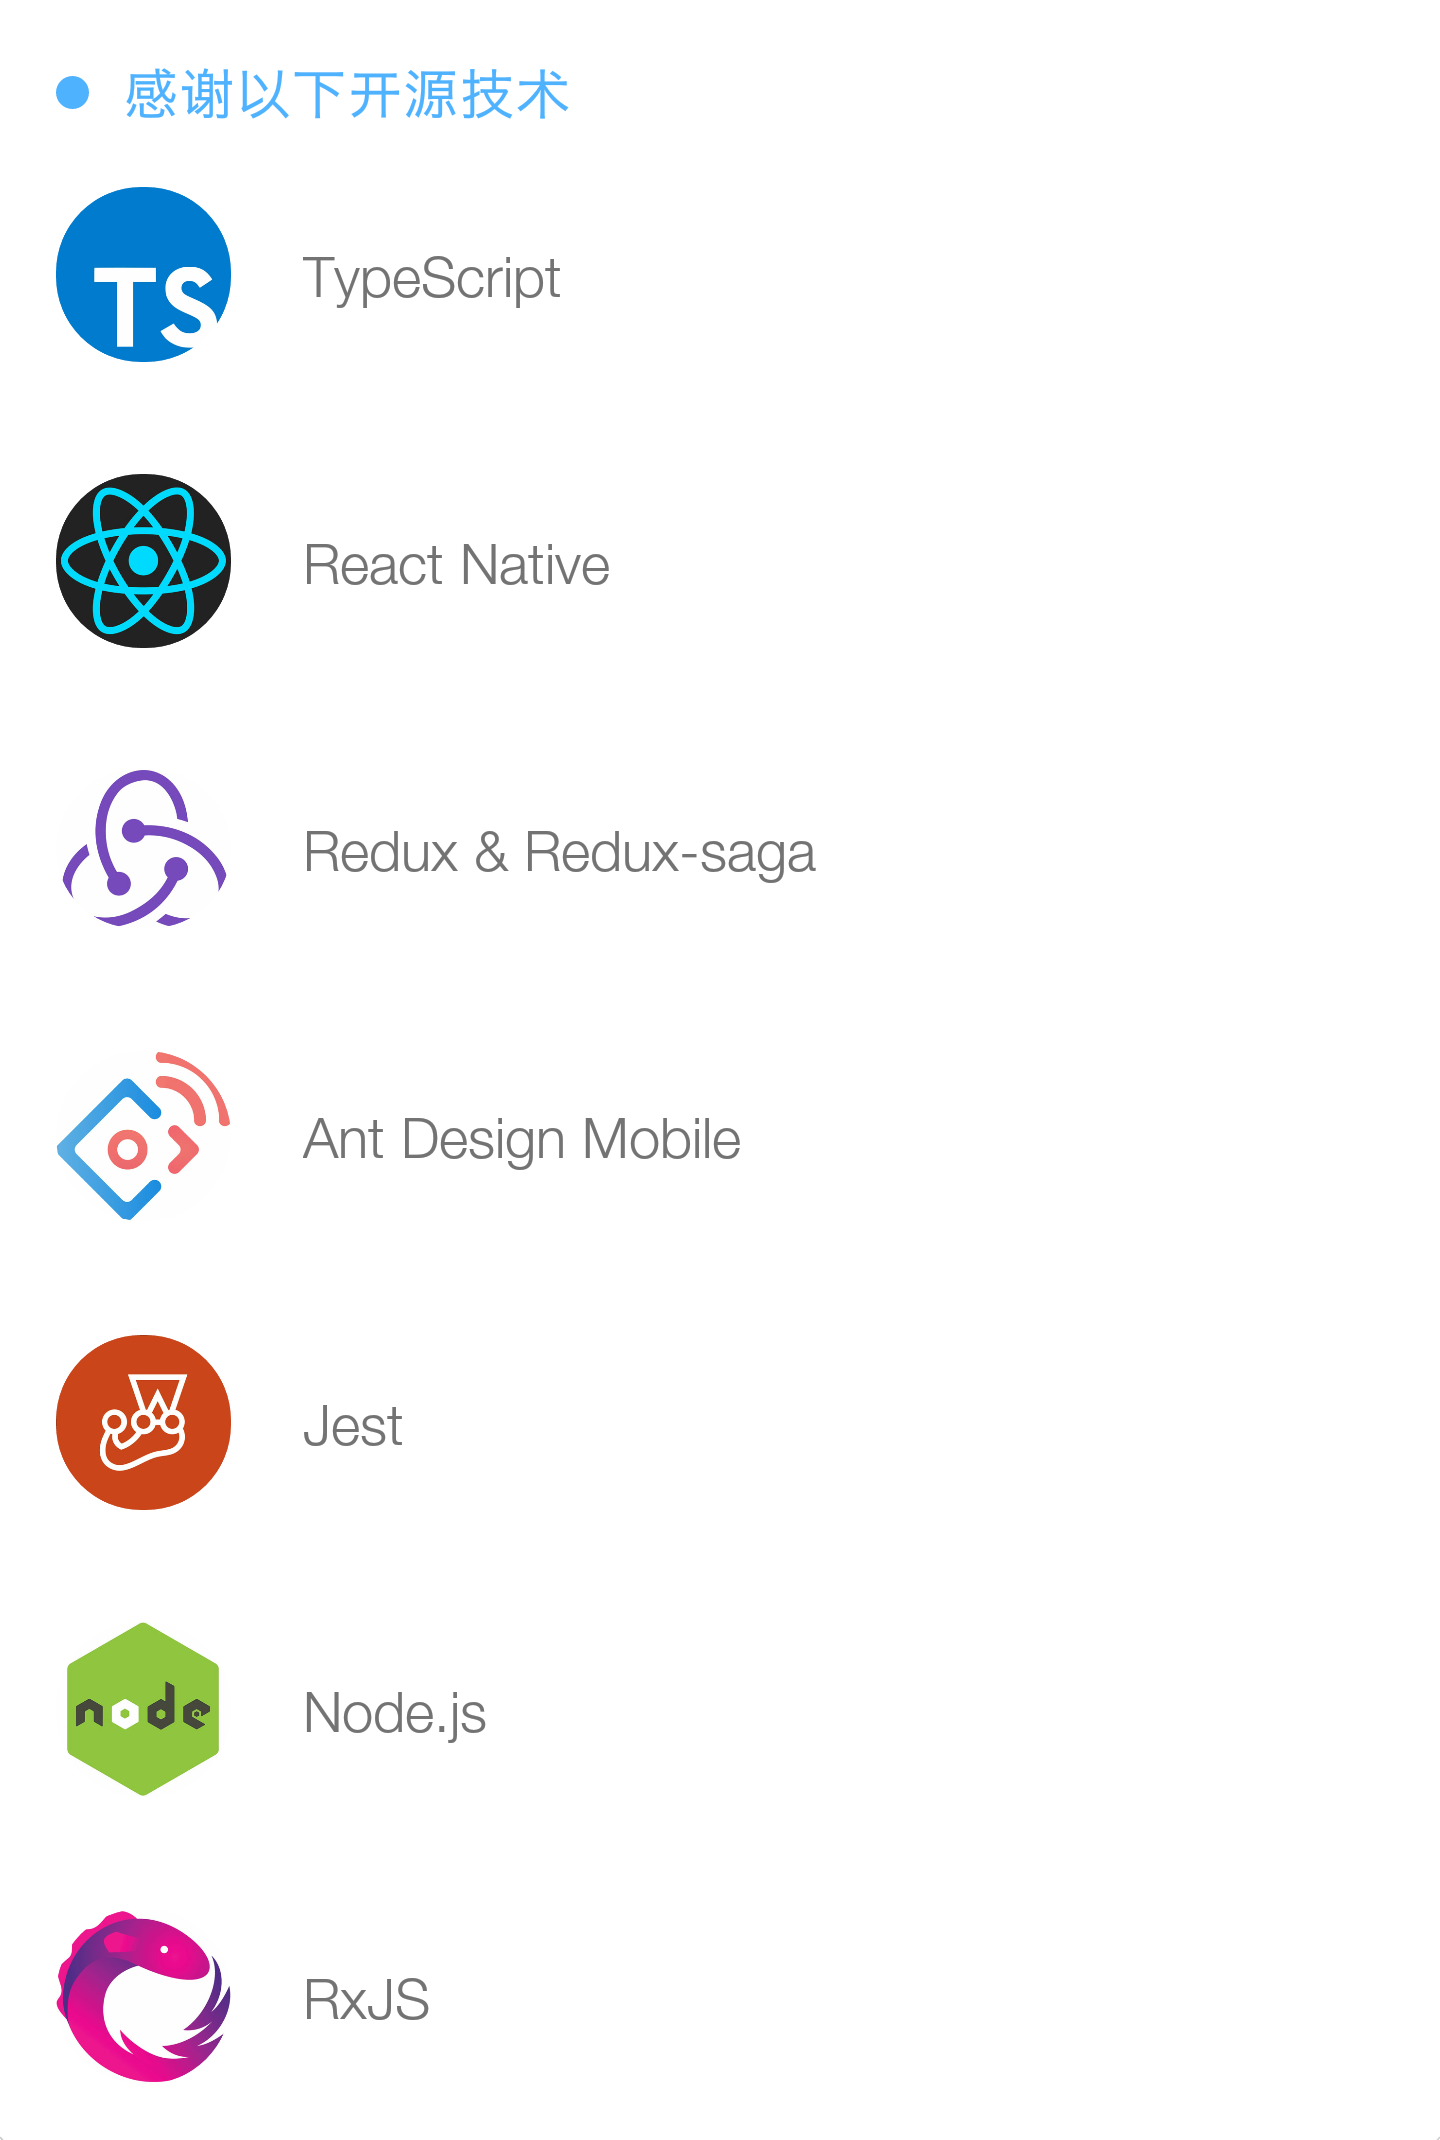 感谢以下开源技术
TS
TypeScript
React Native
Redux & Redux-saga
Ant Design Mobile
Jest
node
Node.js
RxJS